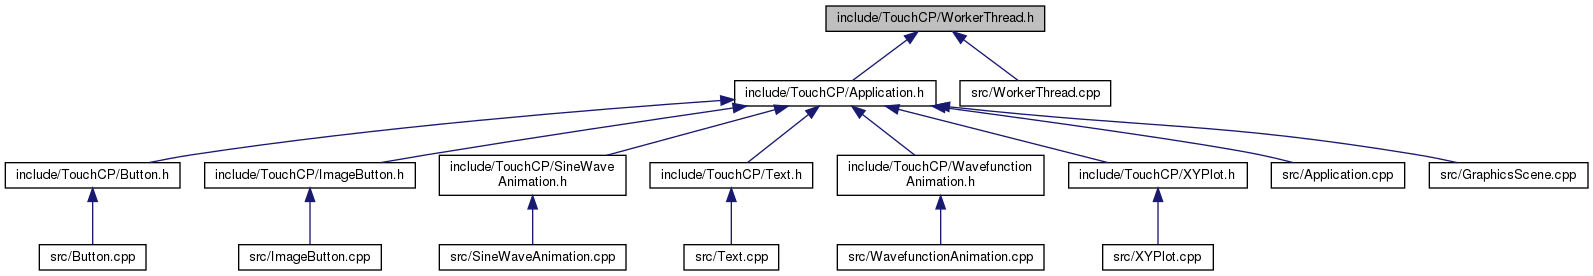 include/TouchCP/WorkerThread.h
include/TouchCP/Application.h
src/WorkerThread.cpp
include/TouchCP/Button.h
include/TouchCP/ImageButton.h
include/TouchCP/SineWave
Animation.h
include/TouchCP/Text.h
include/TouchCP/Wavefunction
Animation.h
include/TouchCP/XYPlot.h
src/Application.cpp
src/GraphicsScene.cpp
src/Button.cpp
src/ImageButton.cpp
src/SineWaveAnimation.cpp
src/Text.cpp
src/WavefunctionAnimation.cpp
src/XYPlot.cpp